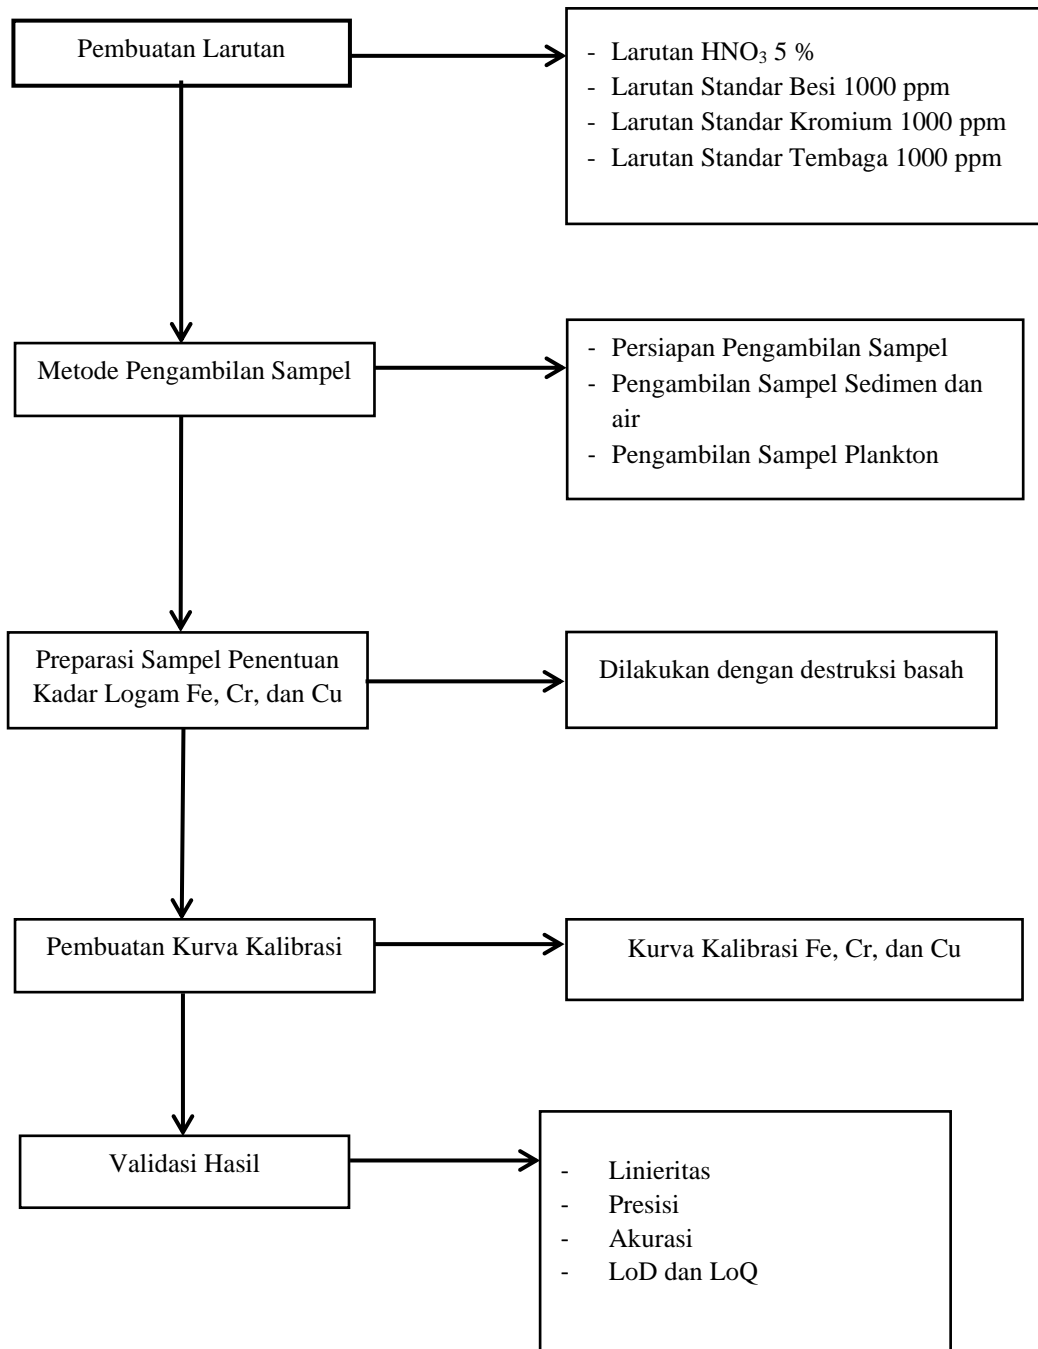 Pembuatan Larutan
- Larutan HNO₃ 5 %
- Larutan Standar Besi 1000 ppm
- Larutan Standar Kromium 1000 ppm
- Larutan Standar Tembaga 1000 ppm
Metode Pengambilan Sampel
- Persiapan Pengambilan Sampel
- Pengambilan Sampel Sedimen dan
air
- Pengambilan Sampel Plankton
Preparasi Sampel Penentuan
Kadar Logam Fe, Cr, dan Cu
Dilakukan dengan destruksi basah
Pembuatan Kurva Kalibrasi
Kurva Kalibrasi Fe, Cr, dan Cu
Validasi Hasil
- Linieritas
- Presisi
- Akurasi
- LoD dan LoQ